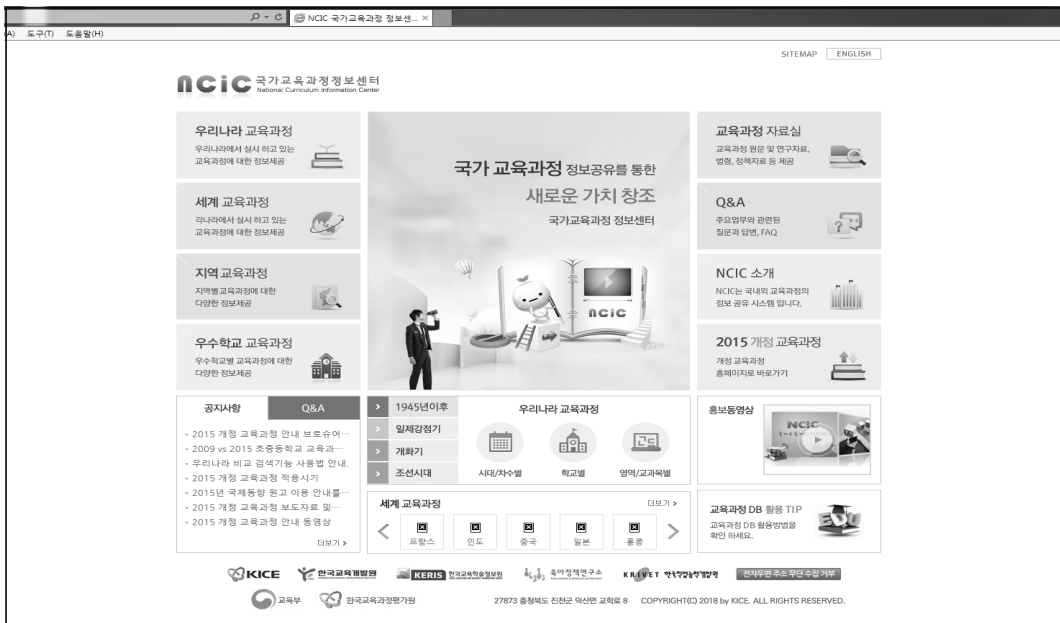 NCIC 국가교육과정 정보센... ×
(A) 도구(T) 도움말(H)
SITEMAP ENGLISH
ncic 국가교육과정정보센터
National Curriculum Information Center
우리나라 교육과정
우리나라에서 실시 하고 있는
교육과정에 대한 정보제공
세계 교육과정
각나라에서 실시 하고 있는
교육과정에 대한 정보제공
지역 교육과정
지역별교육과정에 대한
다양한 정보제공
우수학교 교육과정
우수학교별 교육과정에 대한
다양한 정보제공
국가 교육과정 정보공유를 통한
새로운 가치 창조
국가교육과정 정보센터
ncic
교육과정 자료실
교육과정 원문 및 연구자료,
법령, 정책자료 등 제공
Q&A
주요업무와 관련된
질문과 답변, FAQ
NCIC 소개
NCIC는 국내외 교육과정의
정보 공유 시스템 입니다.
2015 개정 교육과정
개정 교육과정
홈페이지로 바로가기
공지사항 Q&A
- 2015 개정 교육과정 안내 브로슈어…
- 2009 vs 2015 초중등학교 교육과…
- 우리나라 비교 검색기능 사용법 안내.
- 2015 개정 교육과정 적용시기
- 2015년 국제동향 원고 이용 안내를…
- 2015 개정 교육과정 보도자료 및…
- 2015 개정 교육과정 안내 동영상
더보기 >
> 1945년이후
> 일제강점기
> 개화기
> 조선시대
우리나라 교육과정
시대/차수별 학교별 영역/교과목별
세계 교육과정 더보기 >
프랑스 인도 중국 일본 홍콩
홍보동영상
NCIC
교육과정 DB 활용 TIP
교육과정 DB 활용방법을
확인 하세요.
EDU
KICE 한국교육개발원 KERIS 한국교육학술정보원 육아정책연구소 KRIVET 한국직업능력개발원 전자우편 주소 무단 수집 거부
교육부 한국교육과정평가원 27873 충청북도 진천군 덕산면 교학로 8 COPYRIGHT(C) 2018 by KICE. ALL RIGHTS RESERVED.